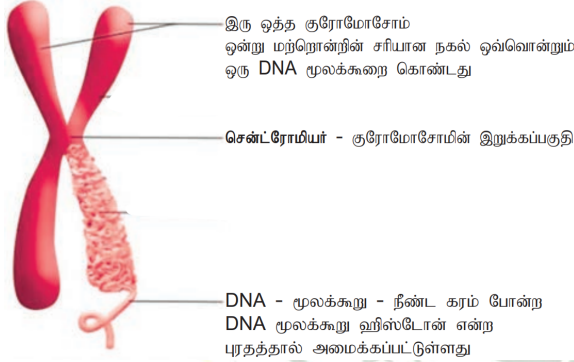 இரு ஒத்த குரோமோசோம்
ஒன்று மற்றொன்றின் சரியான நகல் ஒவ்வொன்றும்
ஒரு DNA மூலக்கூறை கொண்டது
சென்ட்ரோமியர் - குரோமோசோமின் இறுக்கப்பகுதி
DNA - மூலக்கூறு - நீண்ட கரம் போன்ற
DNA மூலக்கூறு ஹிஸ்டோன் என்ற
புரதத்தால் அமைக்கப்பட்டுள்ளது